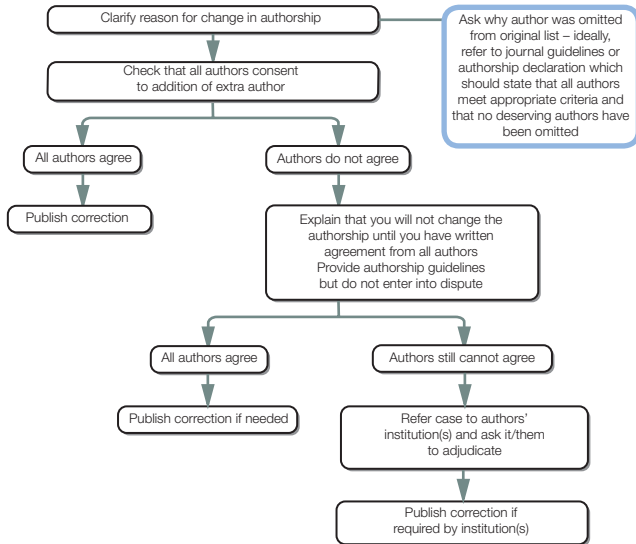 Clarify reason for change in authorship
Ask why author was omitted
from original list – ideally,
refer to journal guidelines or
authorship declaration which
should state that all authors
meet appropriate criteria and
that no deserving authors have
been omitted
Check that all authors consent
to addition of extra author
All authors agree
Authors do not agree
Publish correction
Explain that you will not change the
authorship until you have written
agreement from all authors
Provide authorship guidelines
but do not enter into dispute
All authors agree
Authors still cannot agree
Publish correction if needed
Refer case to authors’
institution(s) and ask it/them
to adjudicate
Publish correction if
required by institution(s)